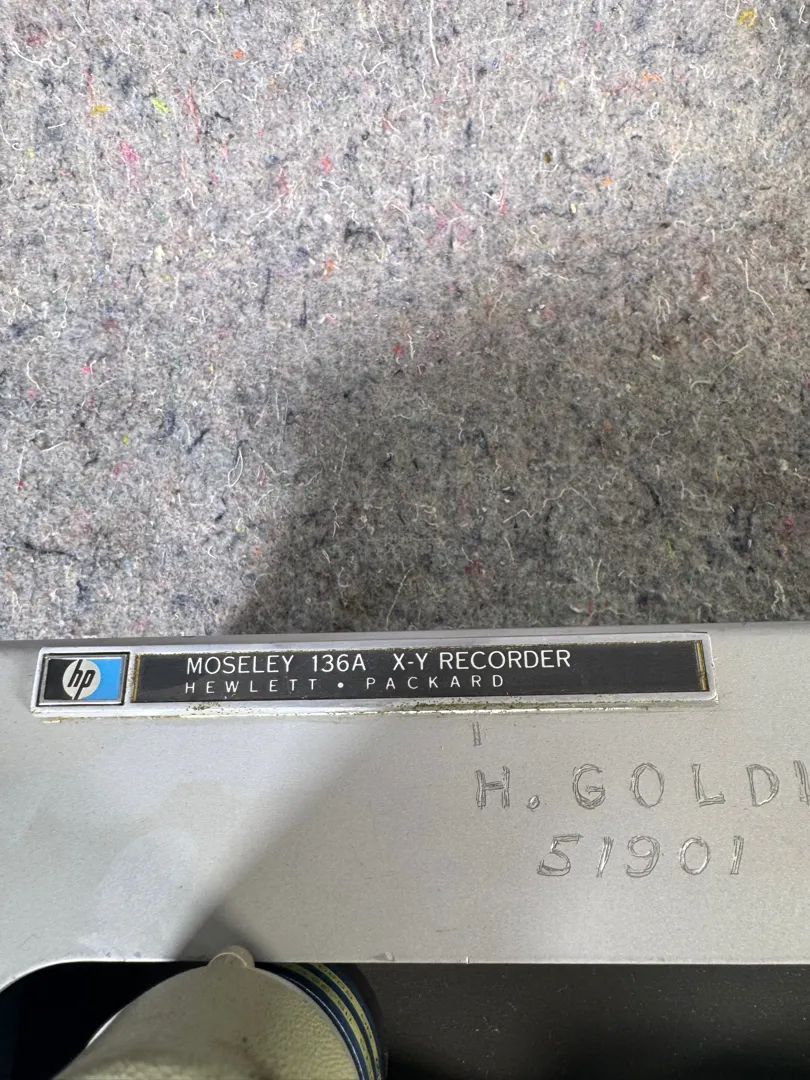 hp
MOSELEY 136A X-Y RECORDER
HEWLETT • PACKARD
H. GOLDI
51901